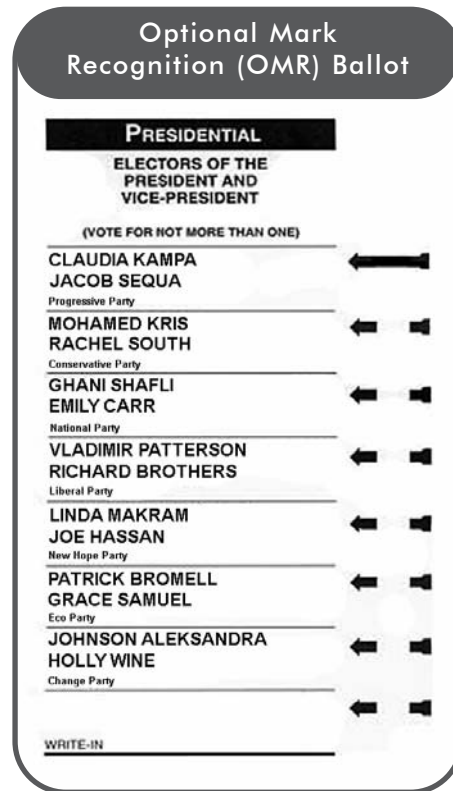 Optional Mark
Recognition (OMR) Ballot
PRESIDENTIAL
ELECTORS OF THE
PRESIDENT AND
VICE-PRESIDENT
(VOTE FOR NOT MORE THAN ONE)
CLAUDIA KAMPA
JACOB SEQUA
Progressive Party
MOHAMED KRIS
RACHEL SOUTH
Conservative Party
GHANI SHAFLI
EMILY CARR
National Party
VLADIMIR PATTERSON
RICHARD BROTHERS
Liberal Party
LINDA MAKRAM
JOE HASSAN
New Hope Party
PATRICK BROMELL
GRACE SAMUEL
Eco Party
JOHNSON ALEKSANDRA
HOLLY WINE
Change Party
WRITE-IN